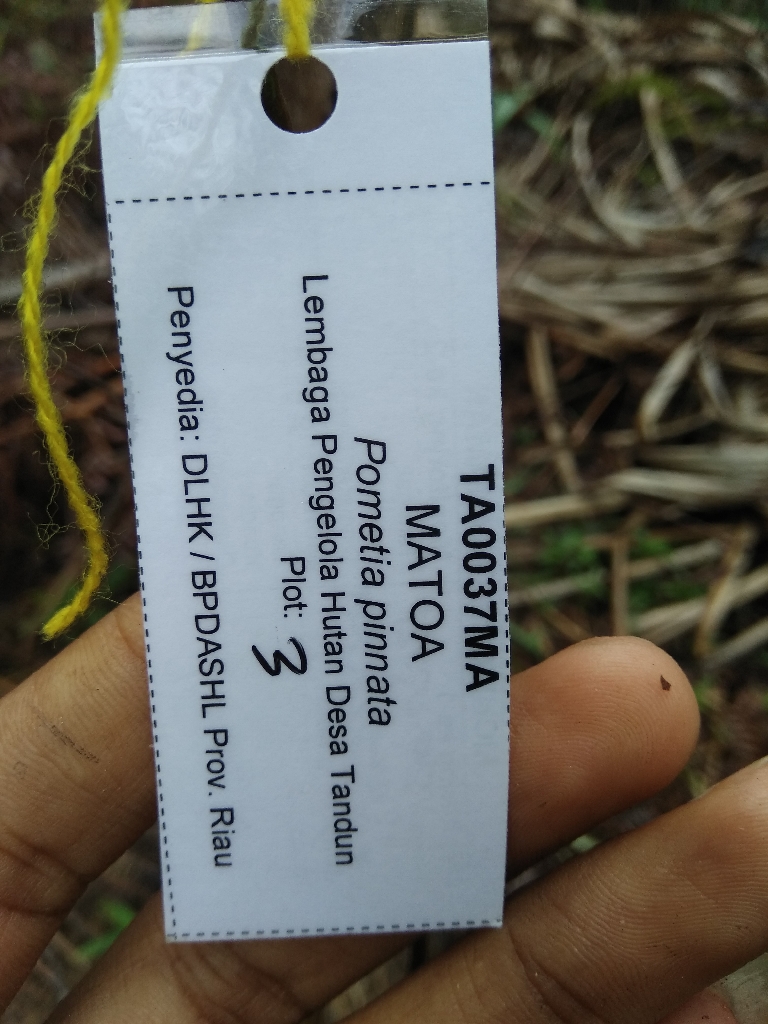 TA0037MA
MATOA
Pometia pinnata
Lembaga Pengelola Hutan Desa Tandun
Plot: 3
Penyedia: DLHK / BPDASHL Prov. Riau